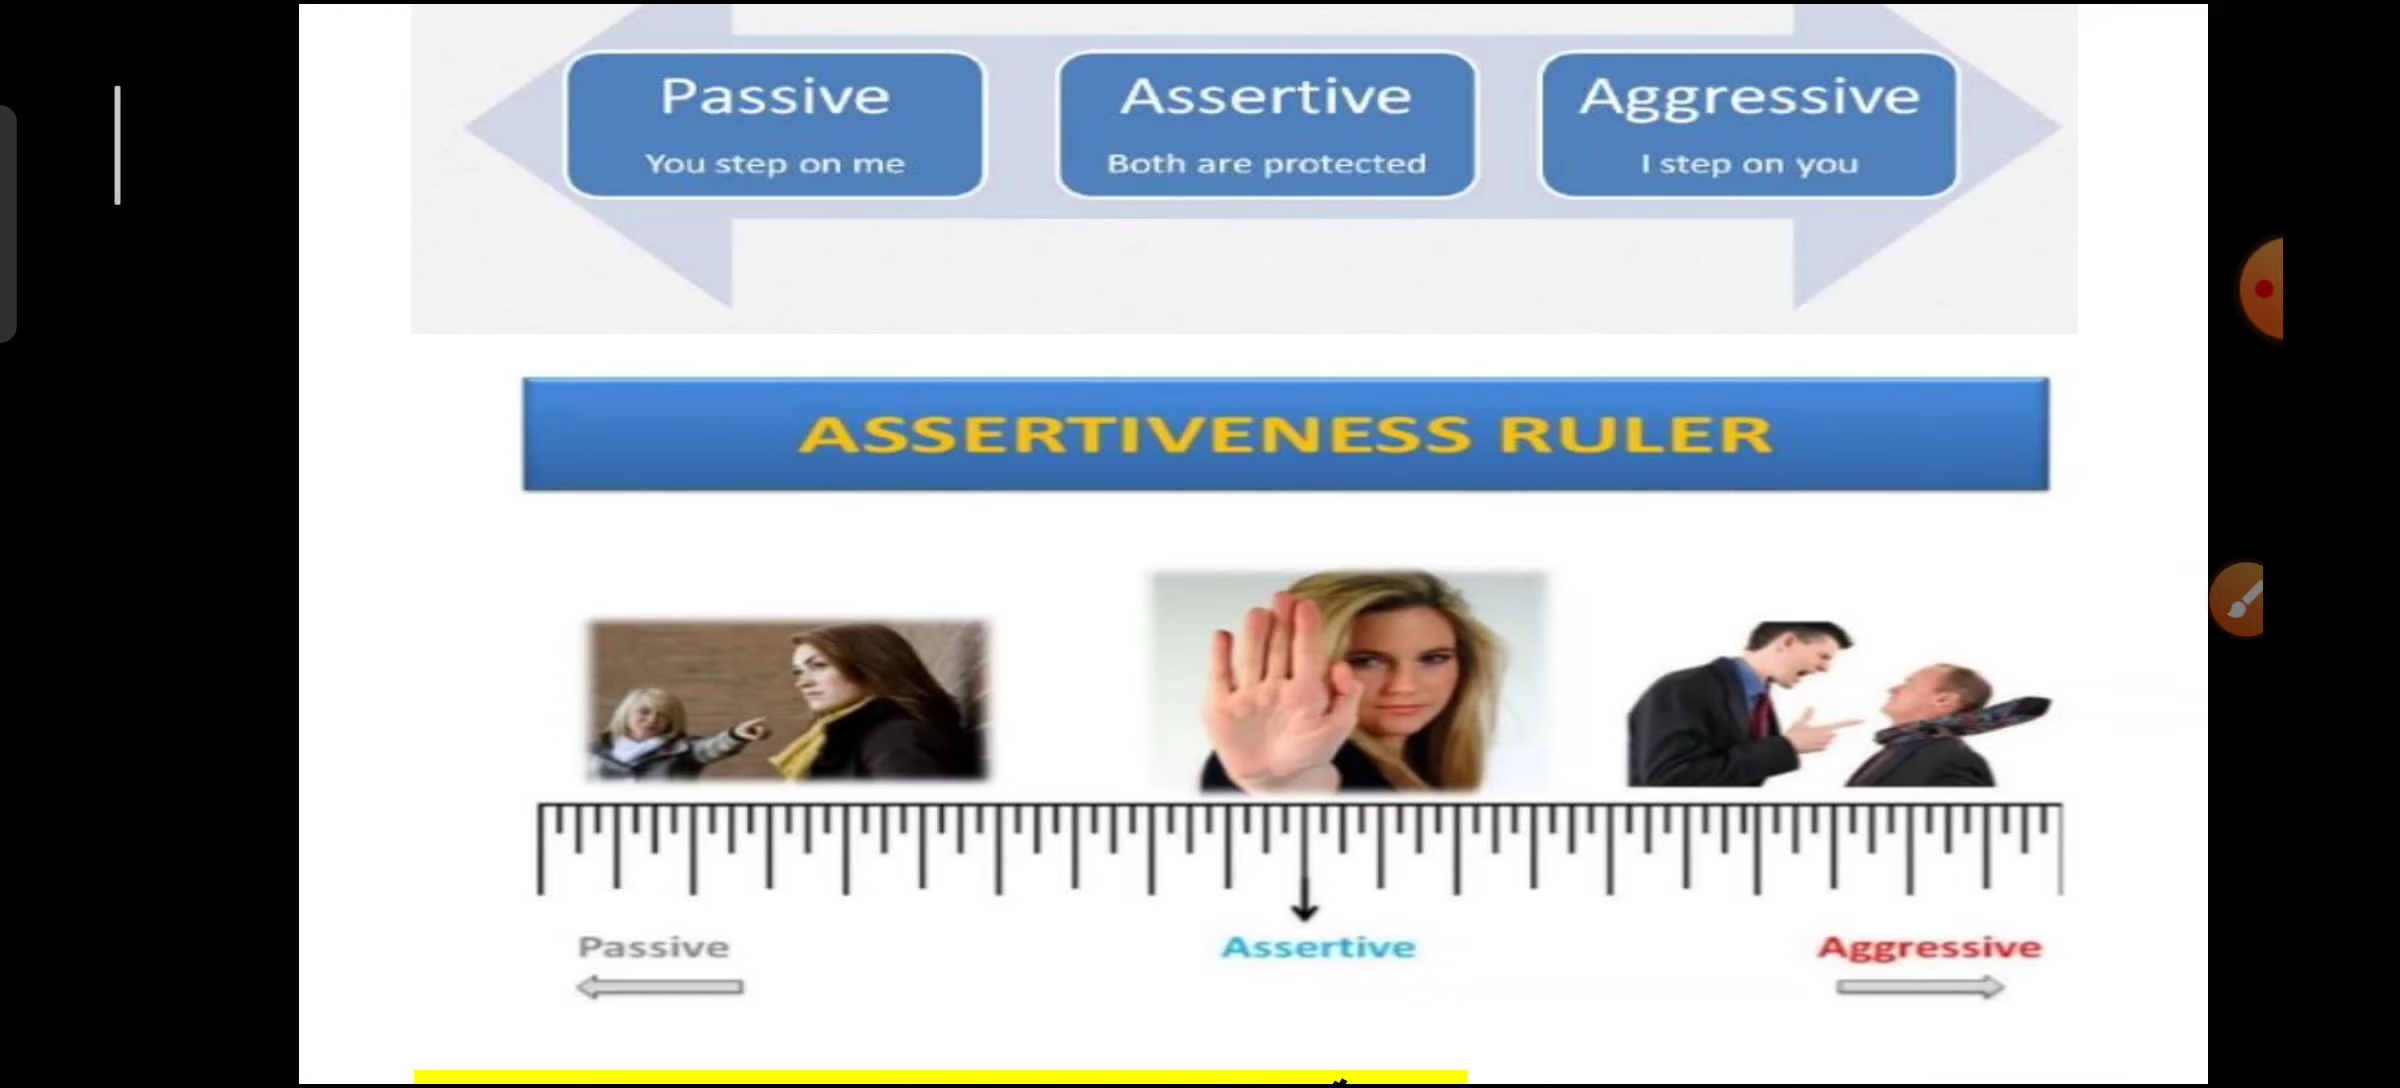 Passive
You step on me
Assertive
Both are protected
Aggressive
I step on you
ASSERTIVENESS RULER
Passive
Assertive
Aggressive